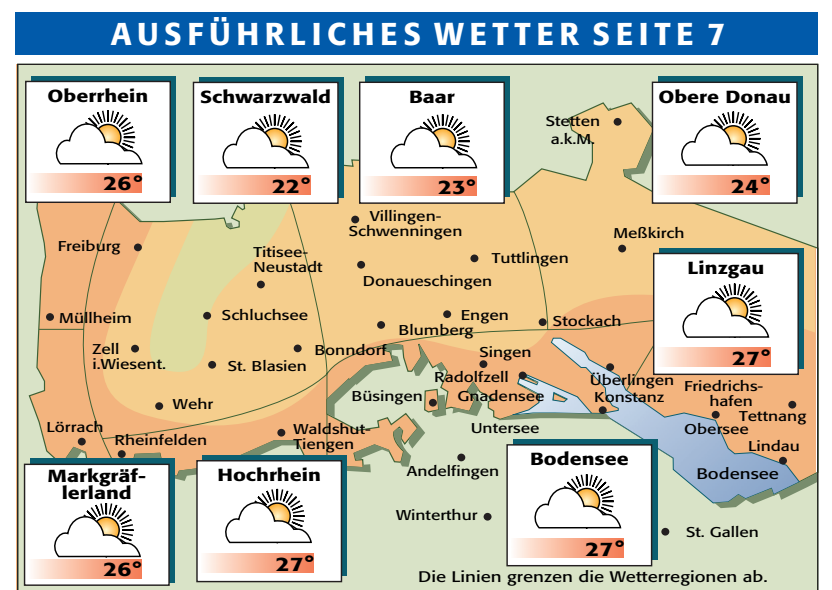 AUSFÜHRLICHES WETTER SEITE 7
Oberrhein
26°
Schwarzwald
22°
Baar
23°
Obere Donau
24°
Stetten
a.k.M.
Villingen-
Schwenningen
Freiburg
Titisee-
Neustadt
Tuttlingen
Meßkirch
Donaueschingen
Linzgau
27°
Müllheim
Schluchsee
Engen
Blumberg
Stockach
Zell
i.Wiesent.
St. Blasien
Bonndorf
Singen
Radolfzell
Gnadensee
Überlingen
Konstanz
Friedrichs-
hafen
Büsingen
Wehr
Tettnang
Obersee
Untersee
Lörrach
Rheinfelden
Waldshut-
Tiengen
Lindau
Bodensee
Andelfingen
Markgräf-
lerland
26°
Hochrhein
27°
Bodensee
27°
Winterthur
St. Gallen
Die Linien grenzen die Wetterregionen ab.